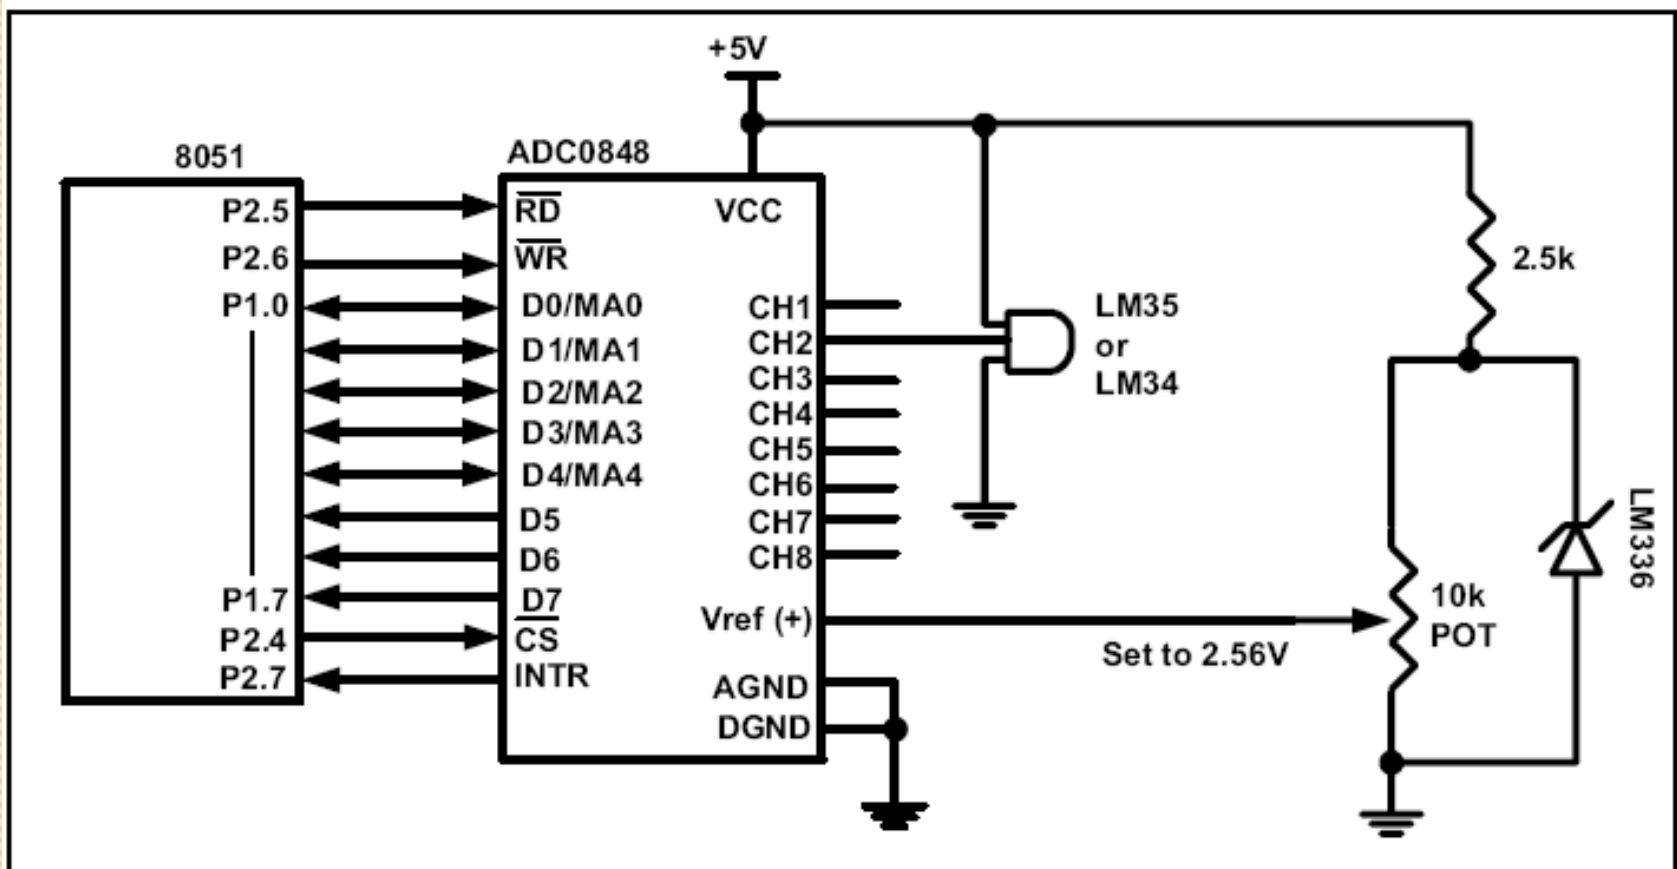 +5V
8051
ADC0848
P2.5
P2.6
P1.0
P1.7
P2.4
P2.7
RD
WR
D0/MA0
D1/MA1
D2/MA2
D3/MA3
D4/MA4
D5
D6
D7
CS
INTR
VCC
CH1
CH2
CH3
CH4
CH5
CH6
CH7
CH8
Vref (+)
AGND
DGND
LM35
or
LM34
Set to 2.56V
2.5k
10k
POT
LM336